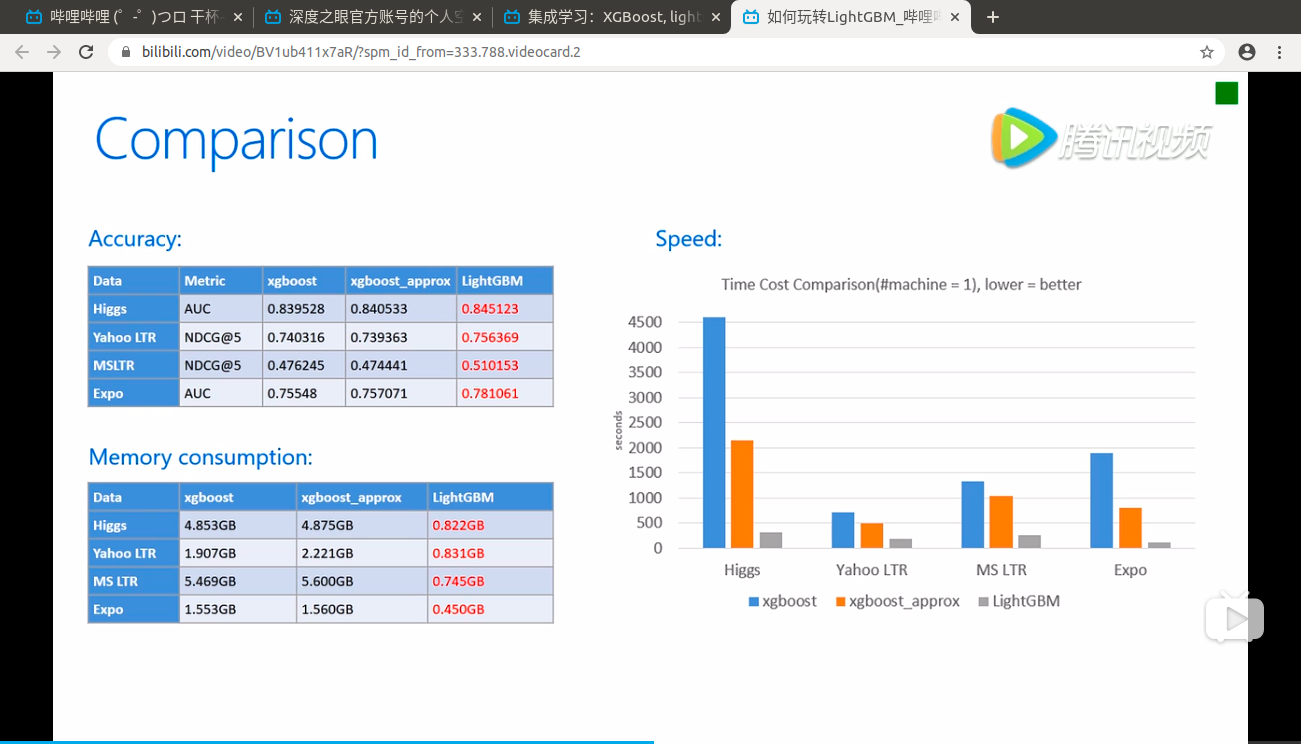 哔哩哔哩 (゜-゜)つロ 干杯-
深度之眼官方账号的个人空
集成学习：XGBoost, light
如何玩转LightGBM_哔哩哔
bilibili.com/video/BV1ub411x7aR/?spm_id_from=333.788.videocard.2
Comparison
腾讯视频
Accuracy:
Data Metric xgboost xgboost_approx LightGBM
Higgs AUC 0.839528 0.840533 0.845123
Yahoo LTR NDCG@5 0.740316 0.739363 0.756369
MSLTR NDCG@5 0.476245 0.474441 0.510153
Expo AUC 0.75548 0.757071 0.781061
Memory consumption:
Data xgboost xgboost_approx LightGBM
Higgs 4.853GB 4.875GB 0.822GB
Yahoo LTR 1.907GB 2.221GB 0.831GB
MS LTR 5.469GB 5.600GB 0.745GB
Expo 1.553GB 1.560GB 0.450GB
Speed:
Time Cost Comparison(#machine = 1), lower = better
seconds
4500
4000
3500
3000
2500
2000
1500
1000
500
0
Higgs Yahoo LTR MS LTR Expo
xgboost xgboost_approx LightGBM